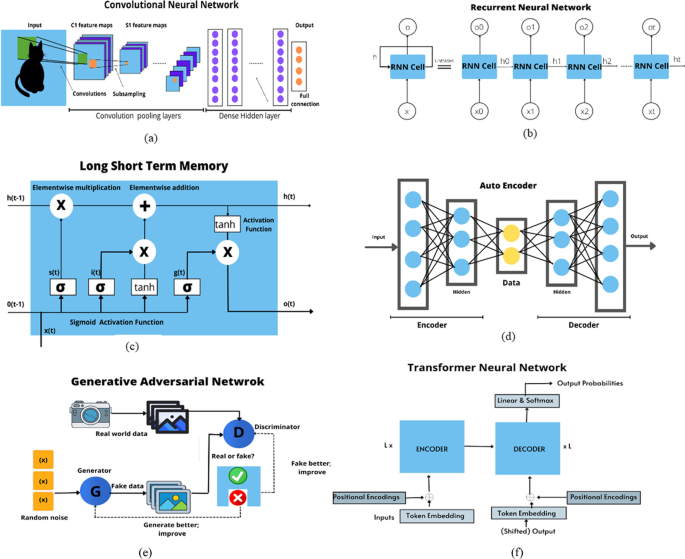 Convolutional Neural Network
Input
C1 feature maps
S1 feature maps
Output
Convolutions
Subsampling
Full
connection
Convolution pooling layers
Dense Hidden layer
(a)
Recurrent Neural Network
o
o0
o1
o2
ot
h
RNN Cell
RNN Cell
h0
RNN Cell
h1
RNN Cell
h2
RNN Cell
ht
x
x0
x1
x2
xt
(b)
Long Short Term Memory
Elementwise multiplication
Elementwise addition
h(t-1)
h(t)
X
+
tanh
Activation
Function
X
X
s(t)
i(t)
g(t)
σ
σ
tanh
σ
0(t-1)
o(t)
Sigmoid Activation Function
x(t)
(c)
Auto Encoder
Input
Output
Hidden
Data
Hidden
Encoder
Decoder
(d)
Generative Adversarial Netwrok
Real world data
D
Discriminator
Real or fake?
(x)
(x)
(x)
Generator
G
Fake data
Fake better;
improve
Random noise
Generate better;
improve
(e)
Transformer Neural Network
Output Probabilities
Linear & Softmax
L x
ENCODER
DECODER
x L
Positional Encodings
Positional Encodings
Inputs
Token Embedding
Token Embedding
(Shifted) Output
(f)